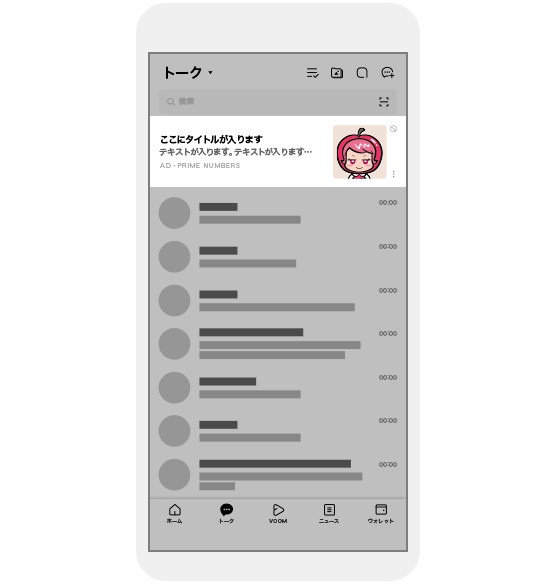 トーク
検索
ここにタイトルが入ります
テキストが入ります。テキストが入ります…
AD・PRIME NUMBERS
00:00
00:00
00:00
00:00
00:00
00:00
00:00
ホーム
トーク
VOOM
ニュース
ウォレット